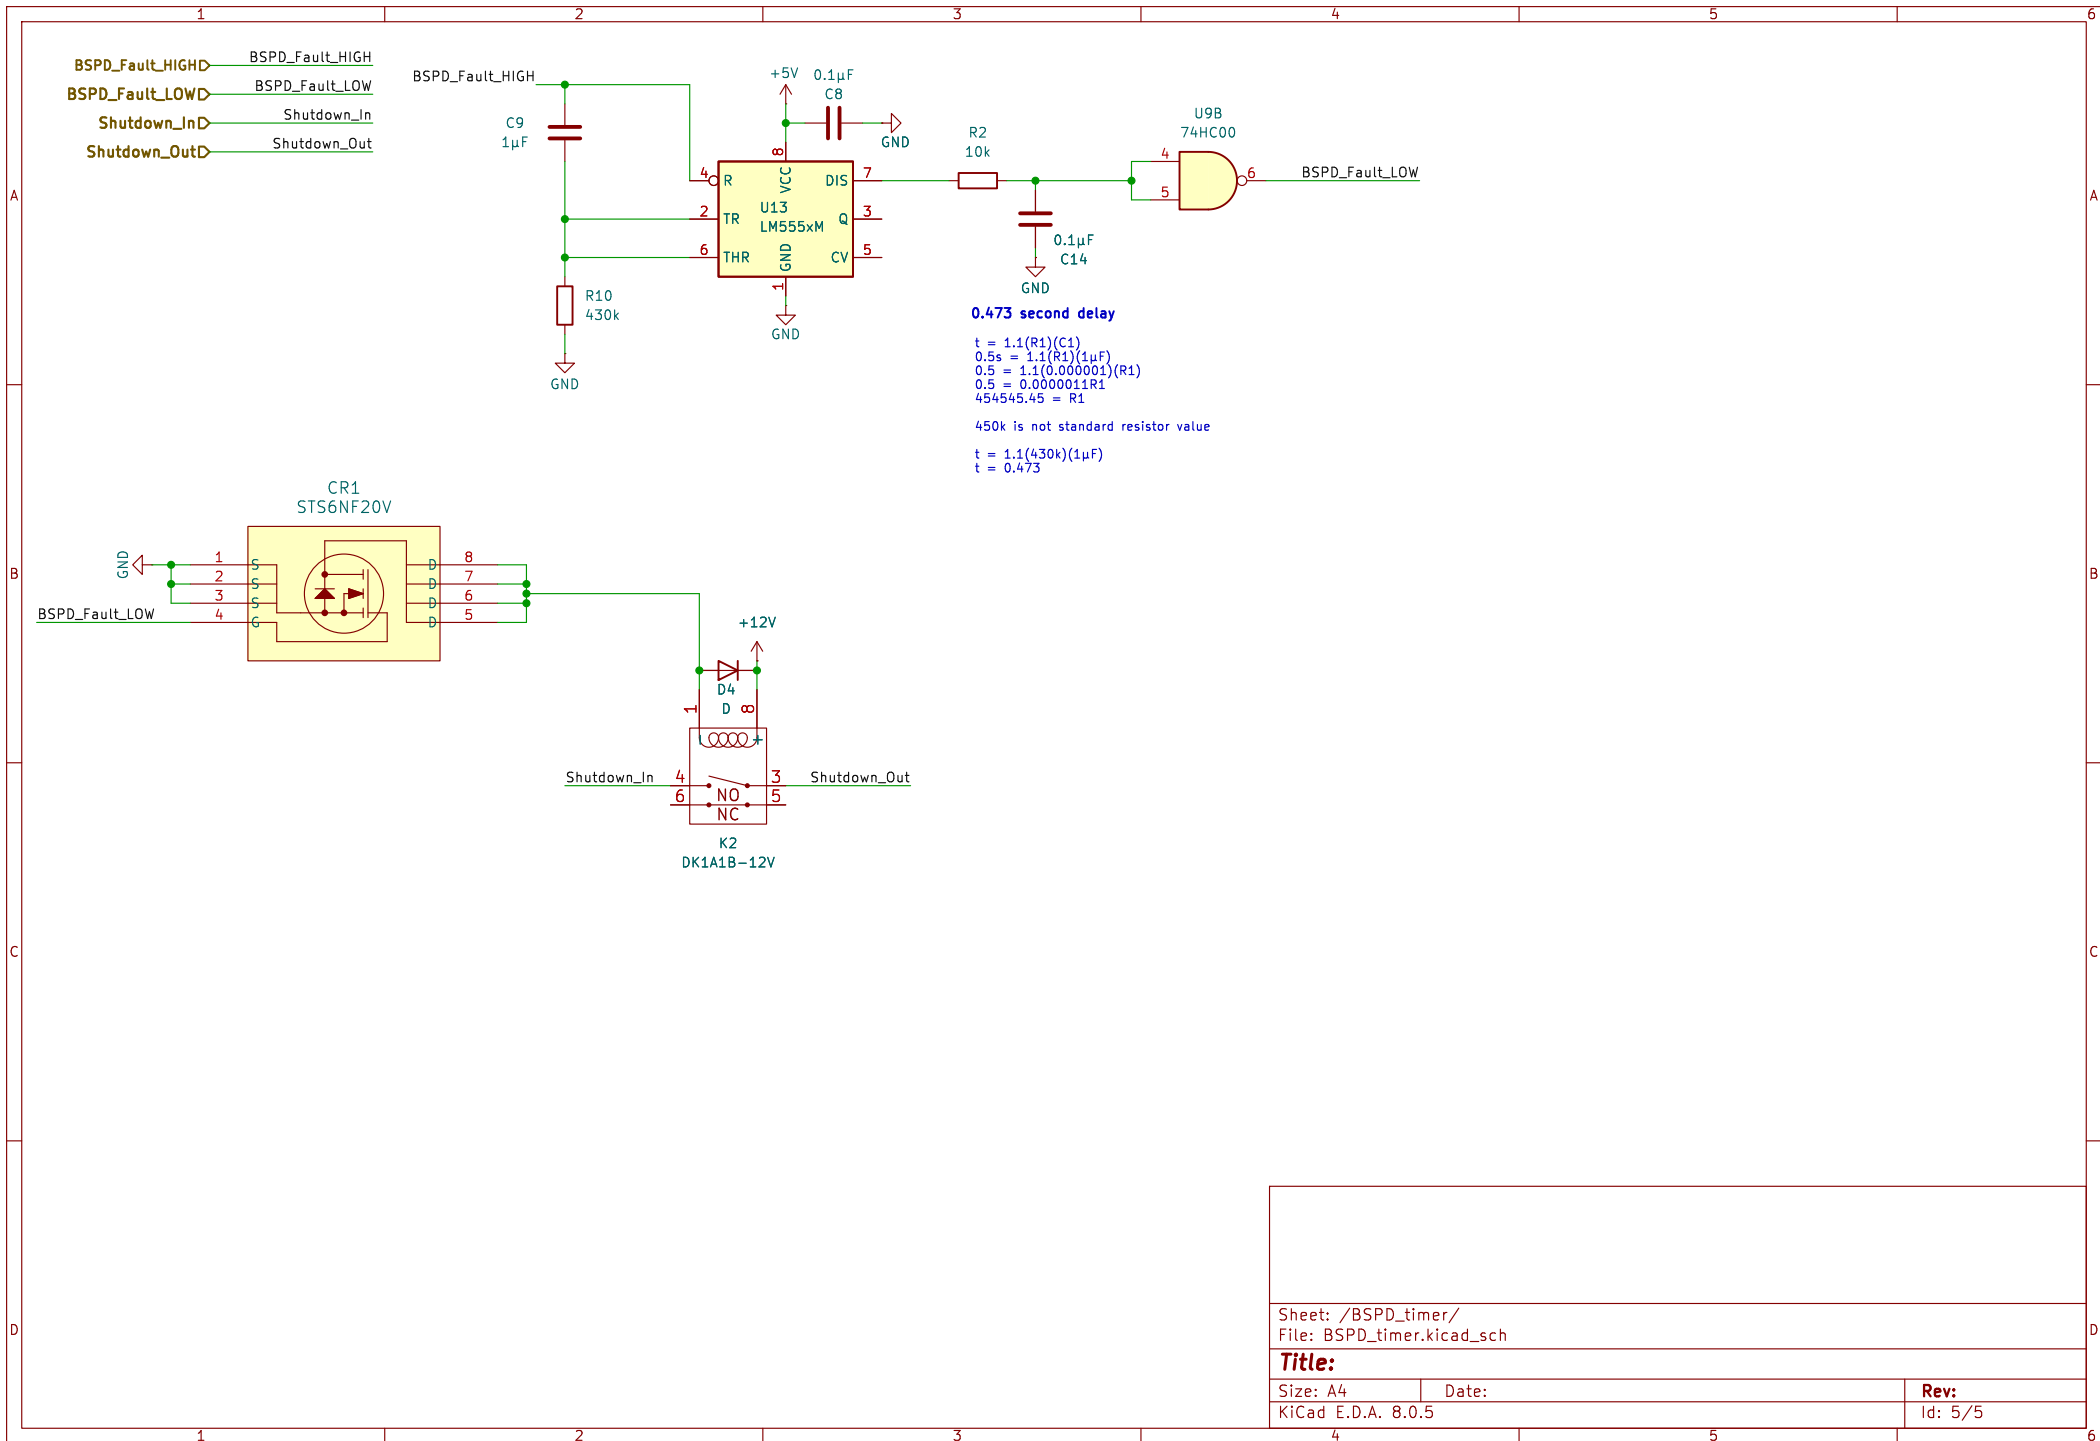 1 2 3 4 5 6
A A
B B
C C
D D
BSPD_Fault_HIGH BSPD_Fault_HIGH
BSPD_Fault_LOW BSPD_Fault_LOW
Shutdown_In Shutdown_In
Shutdown_Out Shutdown_Out
BSPD_Fault_HIGH
C9
1µF
R10
430k
GND
+5V
0.1µF
C8
GND
8
VCC
4 R
DIS 7
U13
LM555xM
2 TR
Q 3
6 THR
CV 5
GND
1
GND
R2
10k
0.1µF
C14
GND
U9B
74HC00
4
5
6
BSPD_Fault_LOW
0.473 second delay
t = 1.1(R1)(C1)
0.5s = 1.1(R1)(1µF)
0.5 = 1.1(0.000001)(R1)
0.5 = 0.0000011R1
454545.45 = R1
450k is not standard resistor value
t = 1.1(430k)(1µF)
t = 0.473
CR1
STS6NF20V
GND
1 S D 8
2 S D 7
3 S D 6
4 G D 5
BSPD_Fault_LOW
+12V
D4
D
1 8
+
Shutdown_In 4 3 Shutdown_Out
NO
6 5
NC
K2
DK1A1B-12V
Sheet: /BSPD_timer/
File: BSPD_timer.kicad_sch
Title:
Size: A4 Date: Rev:
KiCad E.D.A. 8.0.5 Id: 5/5
1 2 3 4 5 6